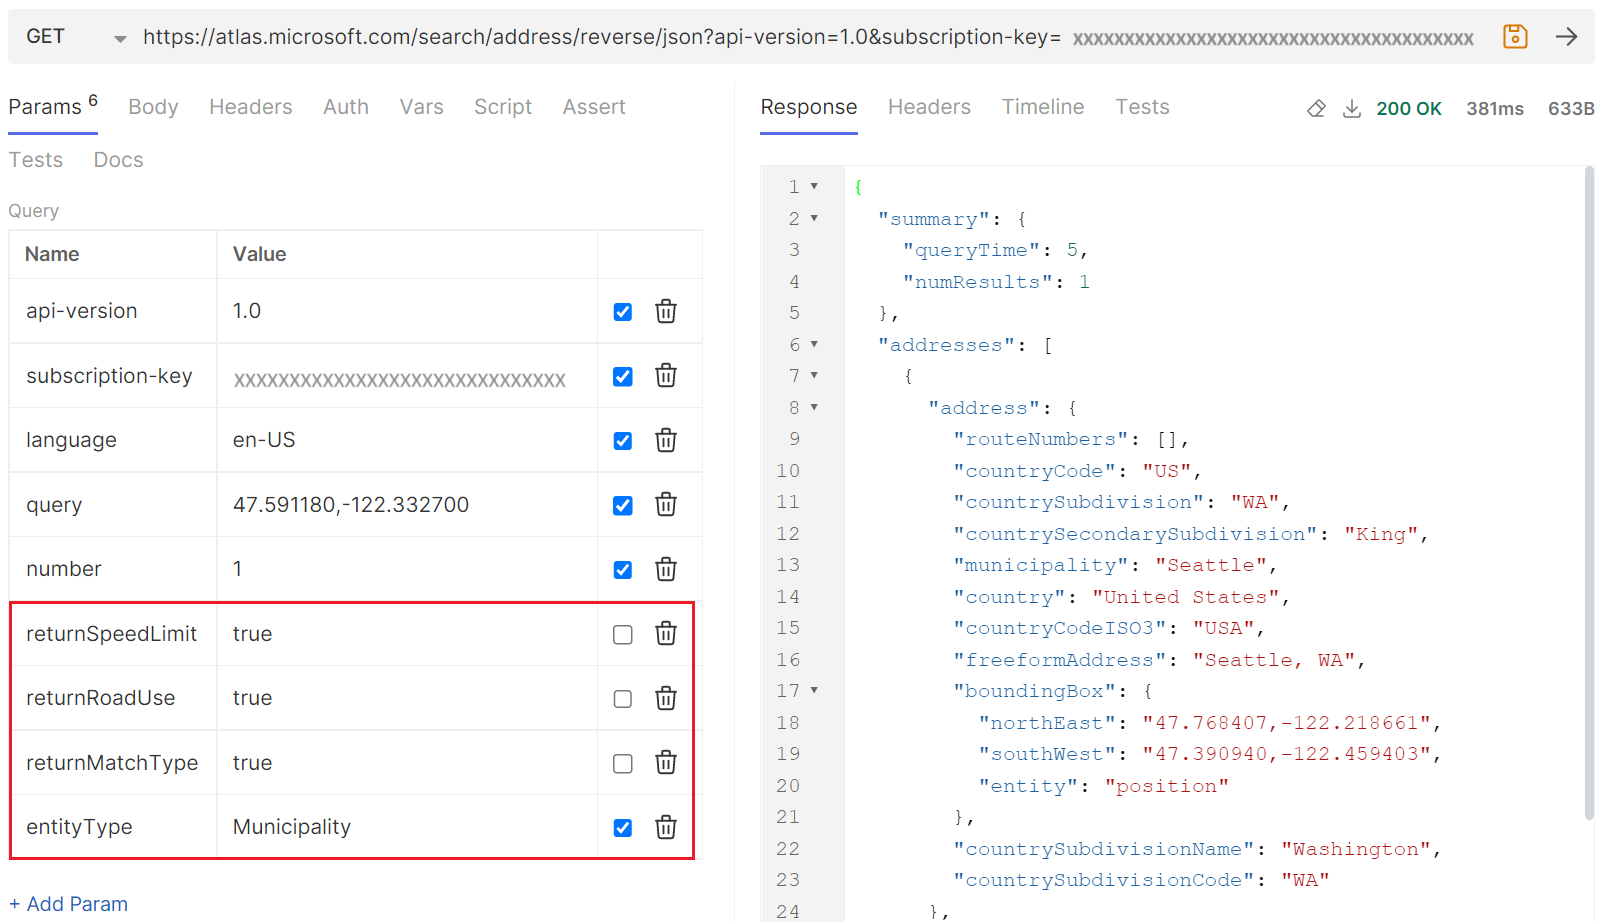 GET https://atlas.microsoft.com/search/address/reverse/json?api-version=1.0&subscription-key= xxxxxxxxxxxxxxxxxxxxxxxxxxxxxxxxxxxxxxx
Params 6 Body Headers Auth Vars Script Assert
Tests Docs
Query
Name Value
api-version 1.0
subscription-key xxxxxxxxxxxxxxxxxxxxxxxxxxxxxx
language en-US
query 47.591180,-122.332700
number 1
returnSpeedLimit true
returnRoadUse true
returnMatchType true
entityType Municipality
+ Add Param
Response Headers Timeline Tests 200 OK 381ms 633B
1 {
2 "summary": {
3 "queryTime": 5,
4 "numResults": 1
5 },
6 "addresses": [
7 {
8 "address": {
9 "routeNumbers": [],
10 "countryCode": "US",
11 "countrySubdivision": "WA",
12 "countrySecondarySubdivision": "King",
13 "municipality": "Seattle",
14 "country": "United States",
15 "countryCodeISO3": "USA",
16 "freeformAddress": "Seattle, WA",
17 "boundingBox": {
18 "northEast": "47.768407,-122.218661",
19 "southWest": "47.390940,-122.459403",
20 "entity": "position"
21 },
22 "countrySubdivisionName": "Washington",
23 "countrySubdivisionCode": "WA"
24 },